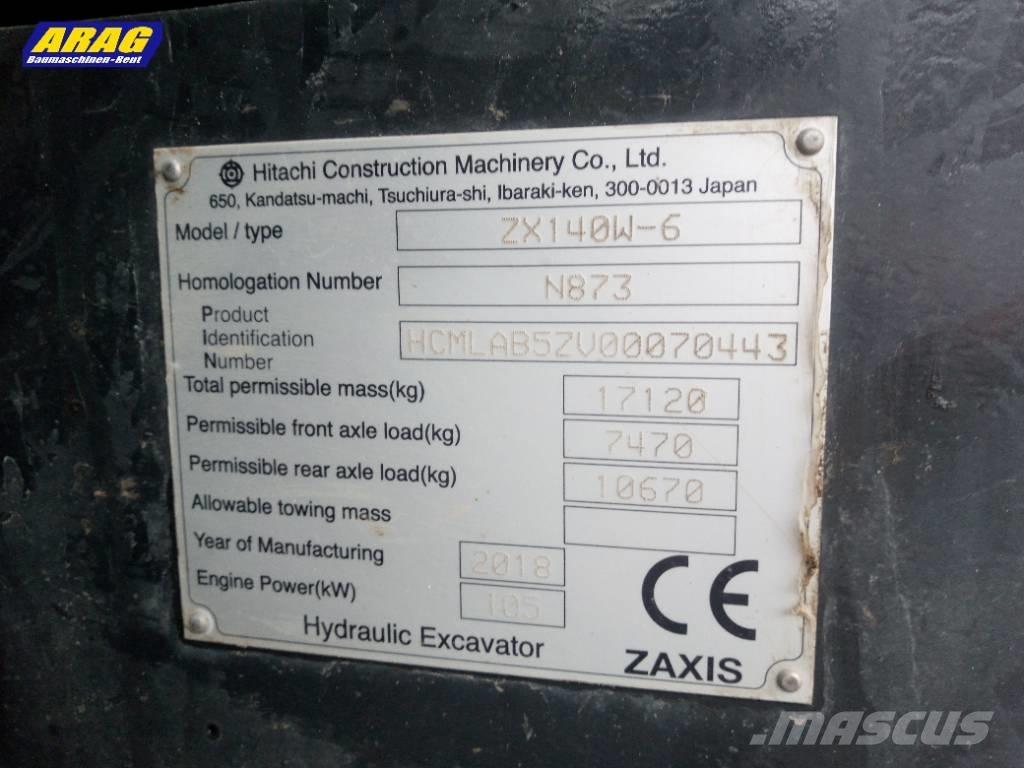 ARAG
Baumaschinen-Rent
Hitachi Construction Machinery Co., Ltd.
650, Kandatsu-machi, Tsuchiura-shi, Ibaraki-ken, 300-0013 Japan
Model / type ZX140W-6
Homologation Number N873
Product
Identification HCMLAB5ZV00070443
Number
Total permissible mass(kg) 17120
Permissible front axle load(kg) 7470
Permissible rear axle load(kg) 10670
Allowable towing mass
Year of Manufacturing 2018
Engine Power(kW) 105
CE
Hydraulic Excavator
ZAXIS
MASCUS